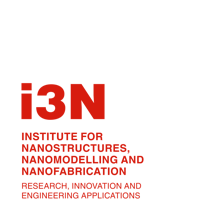 i3N
INSTITUTE FOR
NANOSTRUCTURES,
NANOMODELLING AND
NANOFABRICATION
RESEARCH, INNOVATION AND
ENGINEERING APPLICATIONS